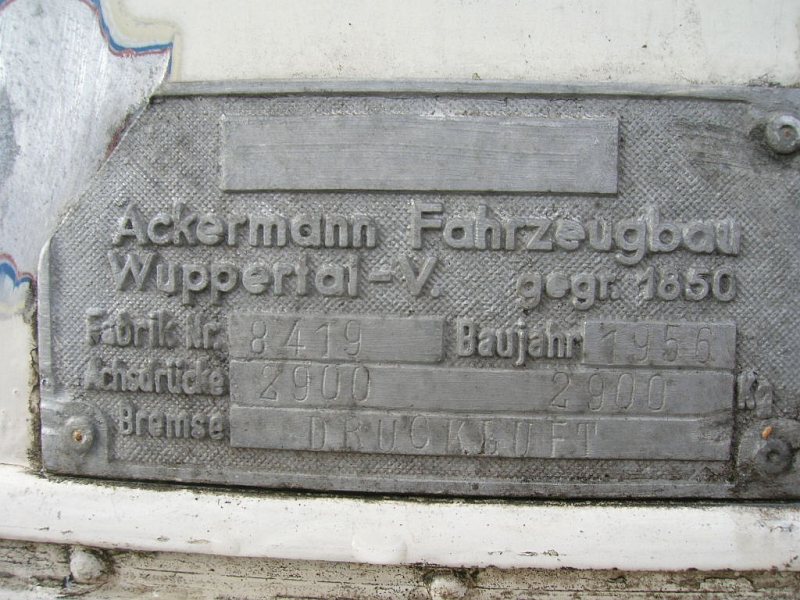 Ackermann Fahrzeugbau
Wuppertal-V. gegr. 1850
Fabrik Nr. 8419 Baujahr 1956
Achsdrücke 2900 2900 Kg
Bremse DRUCKLUFT